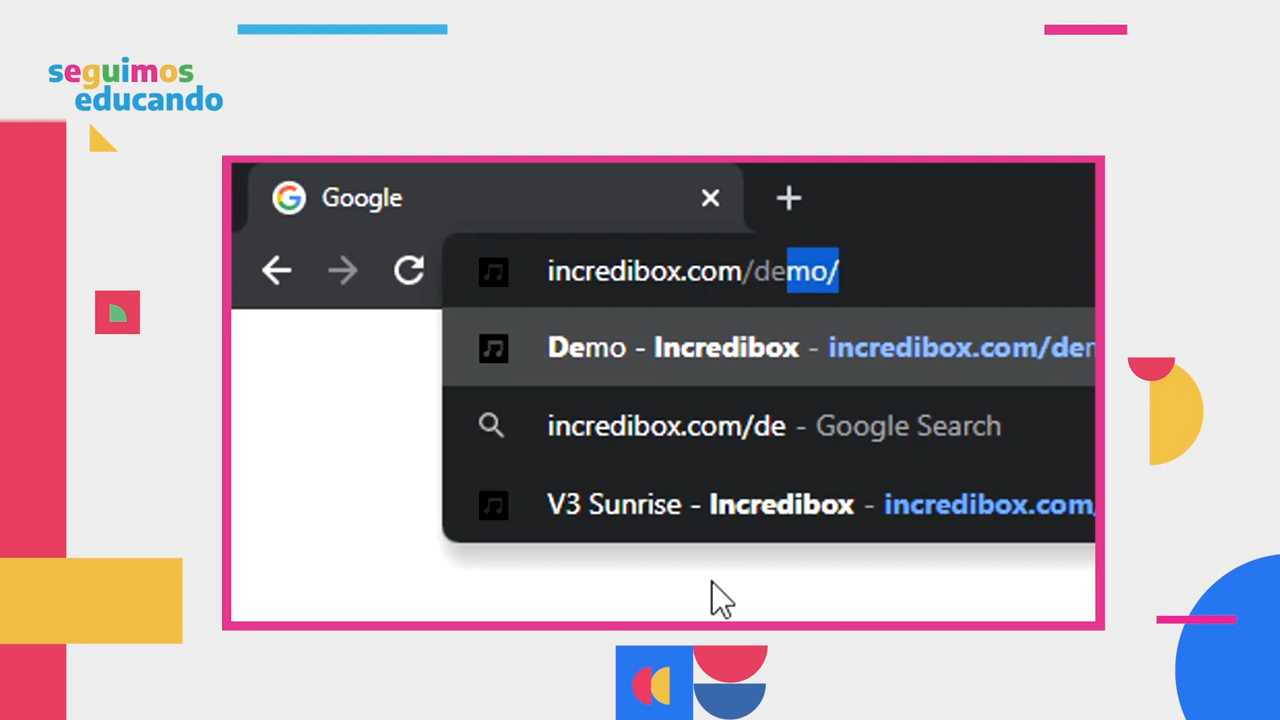 seguimos
educando
Google
incredibox.com/demo/
Demo - Incredibox - incredibox.com/dem
incredibox.com/de - Google Search
V3 Sunrise - Incredibox - incredibox.com/